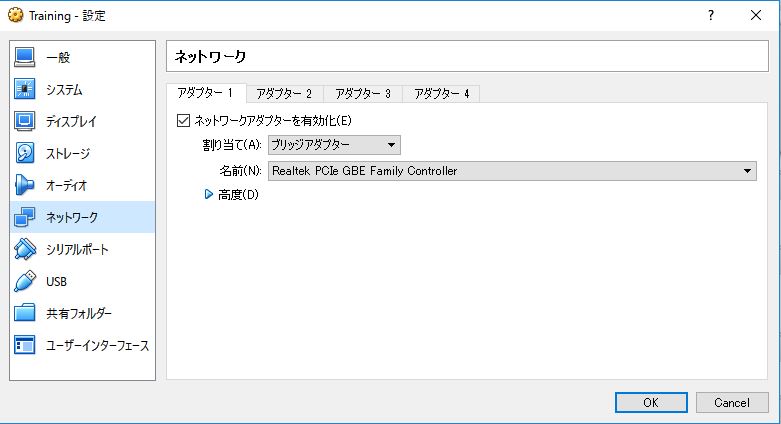 Training - 設定
?
一般
システム
ディスプレイ
ストレージ
オーディオ
ネットワーク
シリアルポート
USB
共有フォルダー
ユーザーインターフェース
ネットワーク
アダプター 1 アダプター 2 アダプター 3 アダプター 4
ネットワークアダプターを有効化(E)
割り当て(A): ブリッジアダプター
名前(N): Realtek PCIe GBE Family Controller
高度(D)
OK Cancel